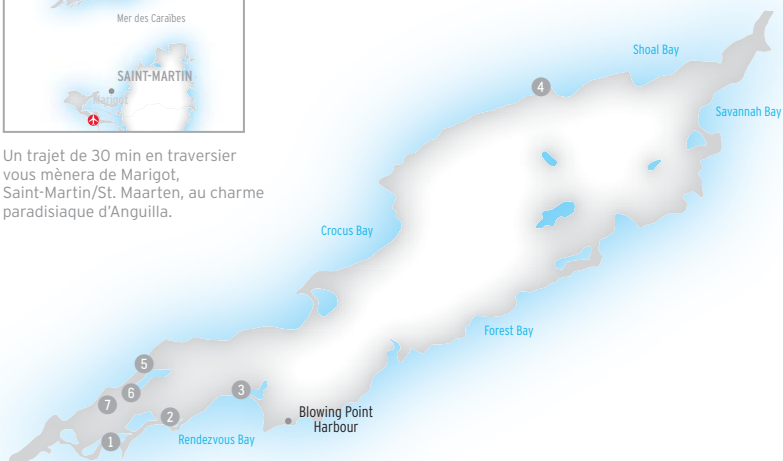 Mer des Caraïbes
SAINT-MARTIN
Marigot
Un trajet de 30 min en traversier
vous mènera de Marigot,
Saint-Martin/St. Maarten, au charme
paradisiaque d'Anguilla.
Shoal Bay
4
Savannah Bay
Crocus Bay
Forest Bay
5
6
3
7
2
Blowing Point
Harbour
1
Rendezvous Bay